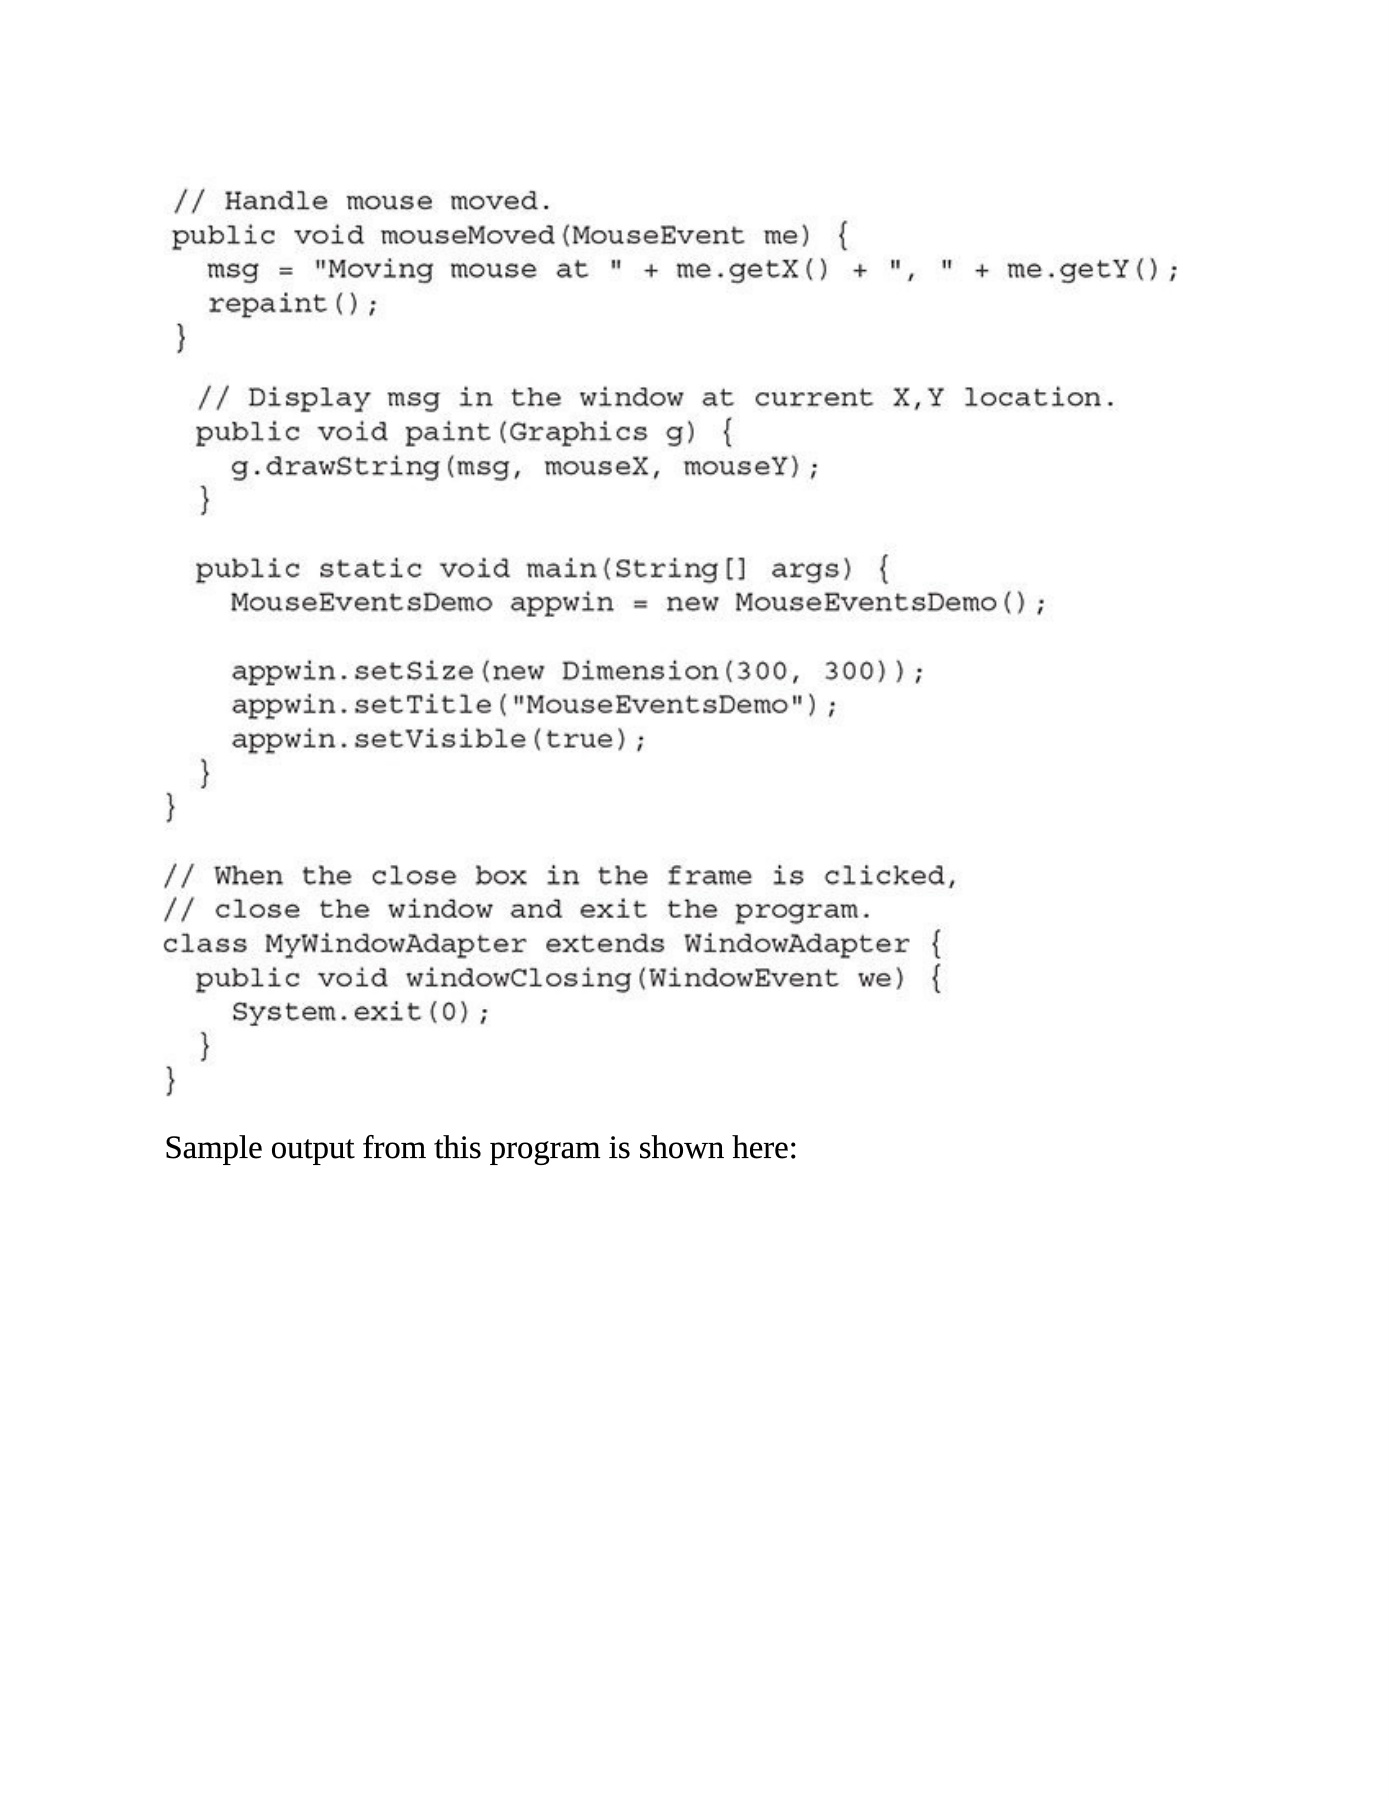 // Handle mouse moved.
public void mouseMoved(MouseEvent me) {
  msg = "Moving mouse at " + me.getX() + ", " + me.getY();
  repaint();
}
// Display msg in the window at current X,Y location.
public void paint(Graphics g) {
  g.drawString(msg, mouseX, mouseY);
}
public static void main(String[] args) {
  MouseEventsDemo appwin = new MouseEventsDemo();
  appwin.setSize(new Dimension(300, 300));
  appwin.setTitle("MouseEventsDemo");
  appwin.setVisible(true);
  }
}
// When the close box in the frame is clicked,
// close the window and exit the program.
class MyWindowAdapter extends WindowAdapter {
  public void windowClosing(WindowEvent we) {
    System.exit(0);
  }
}
Sample output from this program is shown here: